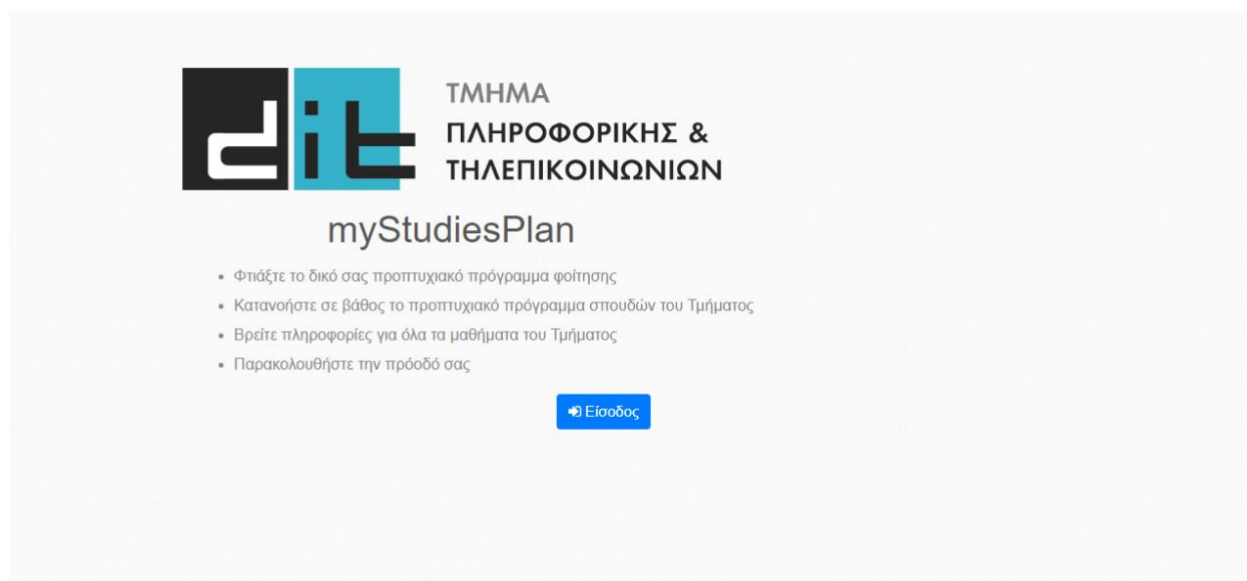 dit
ΤΜΗΜΑ
ΠΛΗΡΟΦΟΡΙΚΗΣ &
ΤΗΛΕΠΙΚΟΙΝΩΝΙΩΝ
myStudiesPlan
Φτιάξτε το δικό σας προπτυχιακό πρόγραμμα φοίτησης
Κατανοήστε σε βάθος το προπτυχιακό πρόγραμμα σπουδών του Τμήματος
Βρείτε πληροφορίες για όλα τα μαθήματα του Τμήματος
Παρακολουθήστε την πρόοδό σας
Είσοδος